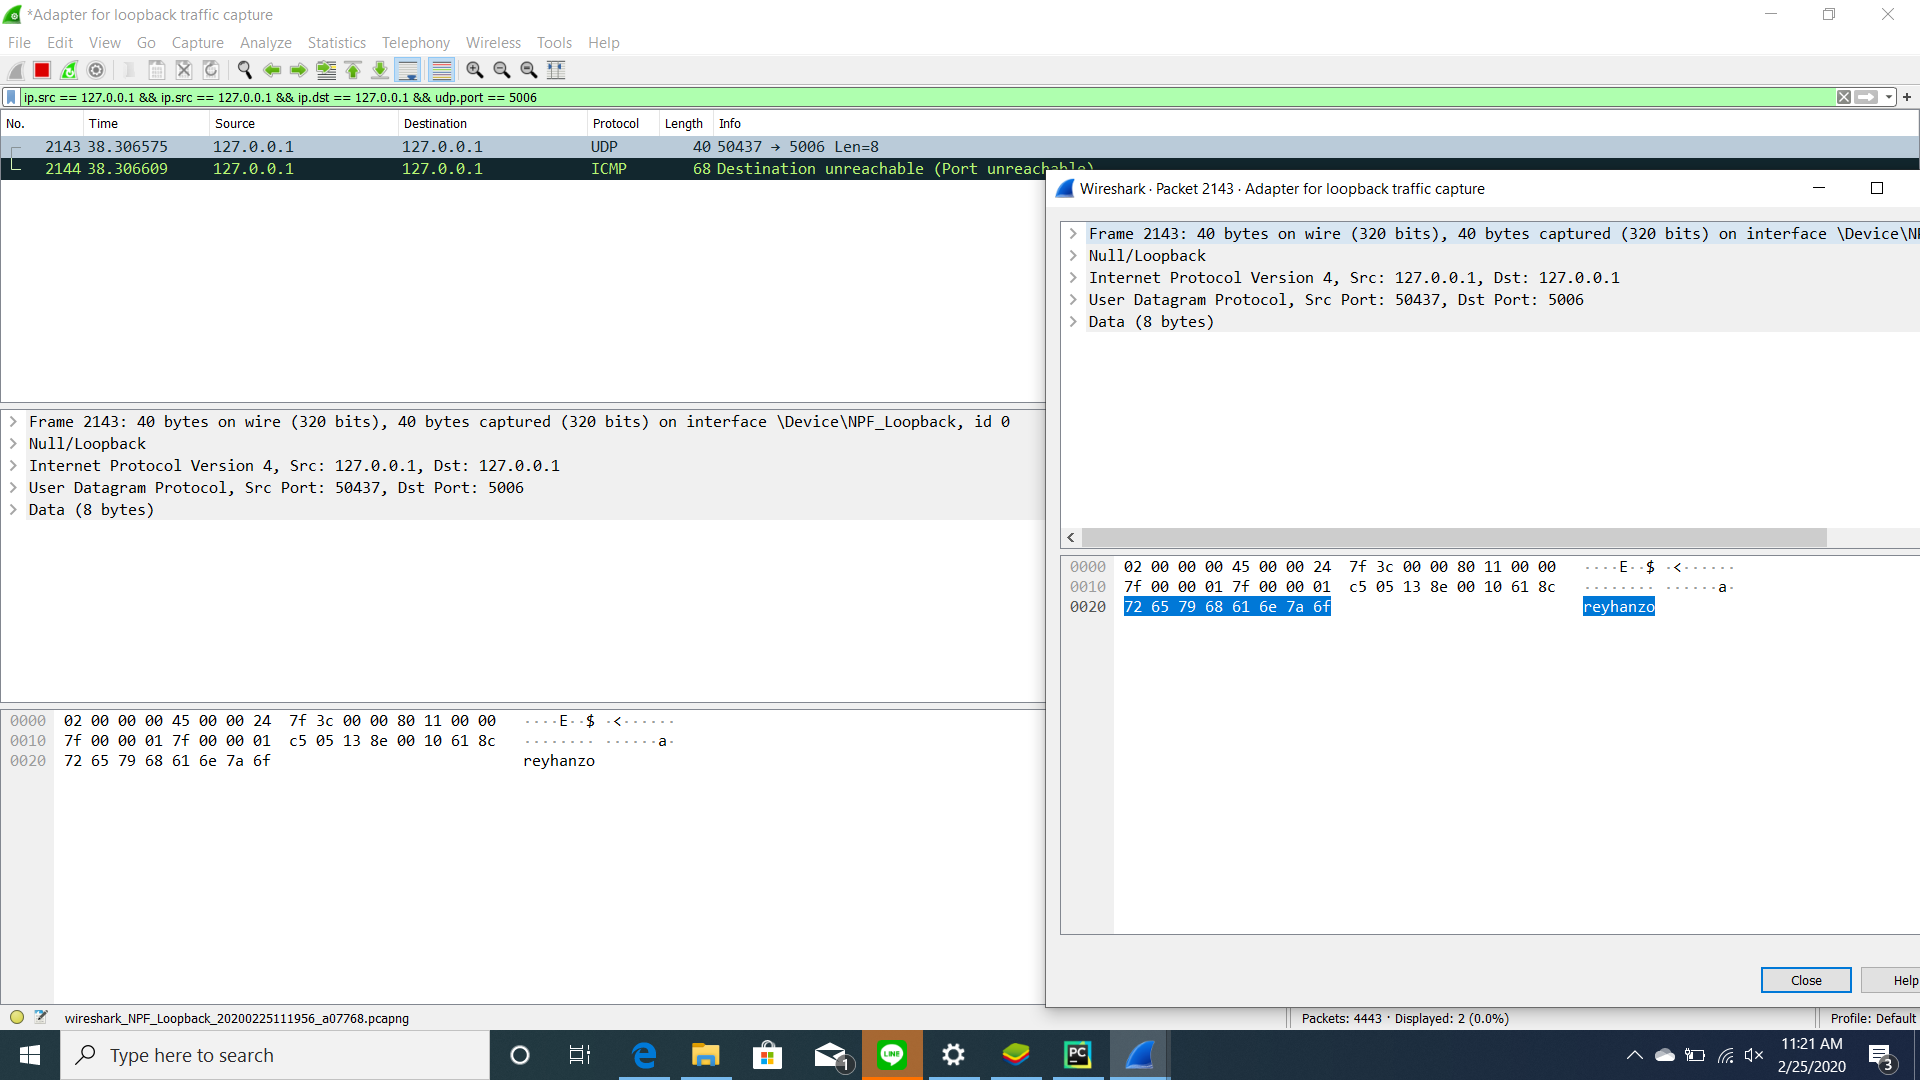 *Adapter for loopback traffic capture
File Edit View Go Capture Analyze Statistics Telephony Wireless Tools Help
ip.src == 127.0.0.1 && ip.src == 127.0.0.1 && ip.dst == 127.0.0.1 && udp.port == 5006
No. Time Source Destination Protocol Length Info
2143 38.306575 127.0.0.1 127.0.0.1 UDP 40 50437 → 5006 Len=8
2144 38.306609 127.0.0.1 127.0.0.1 ICMP 68 Destination unreachable (Port unreachable)
Frame 2143: 40 bytes on wire (320 bits), 40 bytes captured (320 bits) on interface \Device\NPF_Loopback, id 0
Null/Loopback
Internet Protocol Version 4, Src: 127.0.0.1, Dst: 127.0.0.1
User Datagram Protocol, Src Port: 50437, Dst Port: 5006
Data (8 bytes)
0000 02 00 00 00 45 00 00 24 7f 3c 00 00 80 11 00 00 ····E··$ ·<······
0010 7f 00 00 01 7f 00 00 01 c5 05 13 8e 00 10 61 8c ········ ······a·
0020 72 65 79 68 61 6e 7a 6f reyhanzo
Wireshark · Packet 2143 · Adapter for loopback traffic capture
Frame 2143: 40 bytes on wire (320 bits), 40 bytes captured (320 bits) on interface \Device\NP
Null/Loopback
Internet Protocol Version 4, Src: 127.0.0.1, Dst: 127.0.0.1
User Datagram Protocol, Src Port: 50437, Dst Port: 5006
Data (8 bytes)
0000 02 00 00 00 45 00 00 24 7f 3c 00 00 80 11 00 00 ····E··$ ·<······
0010 7f 00 00 01 7f 00 00 01 c5 05 13 8e 00 10 61 8c ········ ······a·
0020 72 65 79 68 61 6e 7a 6f reyhanzo
Close Help
wireshark_NPF_Loopback_20200225111956_a07768.pcapng Packets: 4443 · Displayed: 2 (0.0%) Profile: Default
Type here to search
1
LINE
PC
11:21 AM
2/25/2020
3